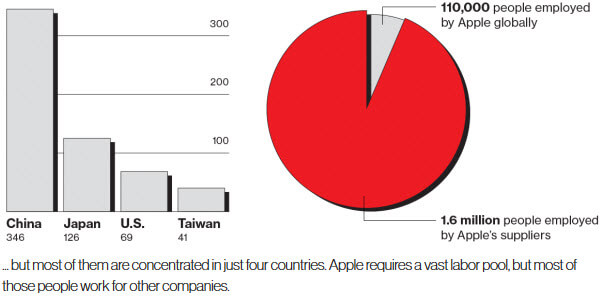 300
200
100
China
346
Japan
126
U.S.
69
Taiwan
41
110,000 people employed
by Apple globally
1.6 million people employed
by Apple's suppliers
... but most of them are concentrated in just four countries. Apple requires a vast labor pool, but most of
those people work for other companies.